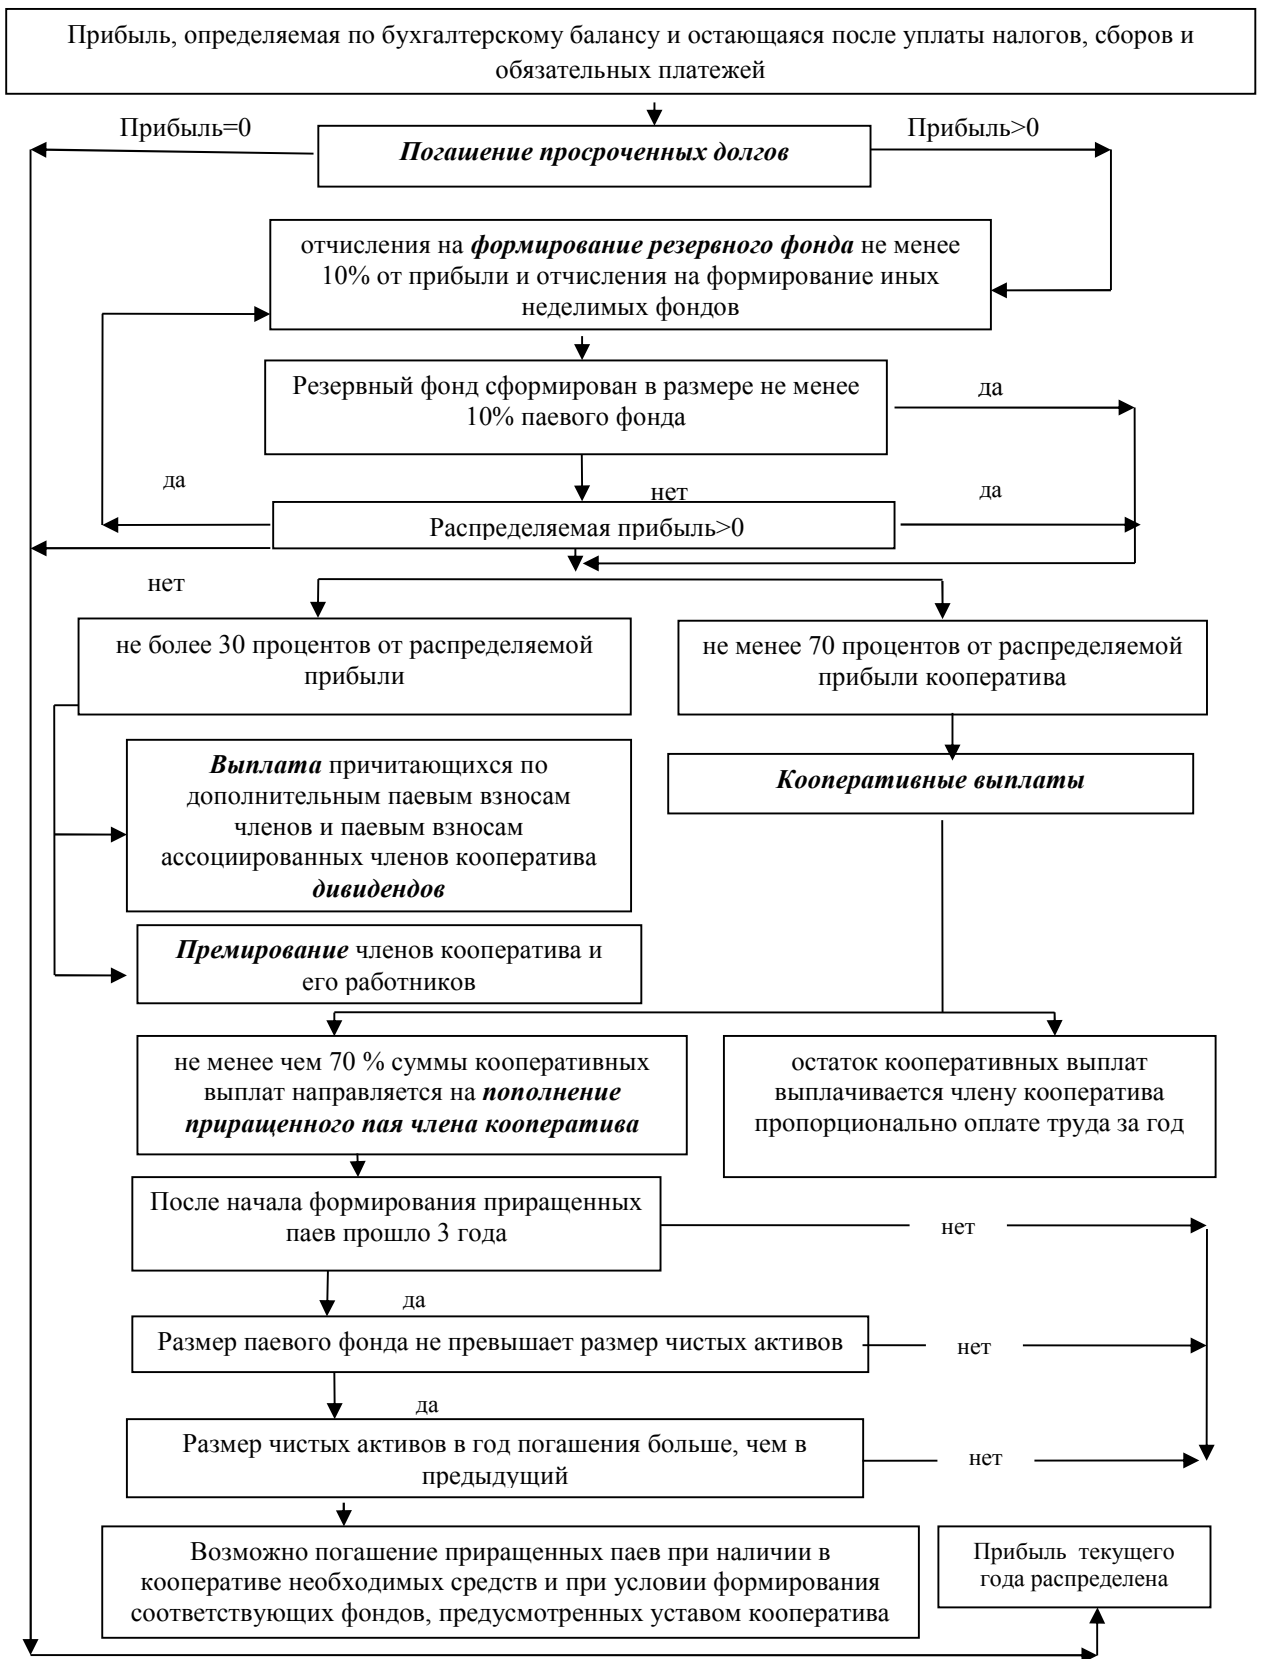 Прибыль, определяемая по бухгалтерскому балансу и остающаяся после уплаты налогов, сборов и
обязательных платежей
Прибыль=0
Прибыль>0
Погашение просроченных долгов
отчисления на формирование резервного фонда не менее
10% от прибыли и отчисления на формирование иных
неделимых фондов
Резервный фонд сформирован в размере не менее
10% паевого фонда
да
да
нет
да
Распределяемая прибыль>0
нет
не более 30 процентов от распределяемой
прибыли
не менее 70 процентов от распределяемой
прибыли кооператива
Выплата причитающихся по
дополнительным паевым взносам
членов и паевым взносам
ассоциированных членов кооператива
дивидендов
Кооперативные выплаты
Премирование членов кооператива и
его работников
не менее чем 70 % суммы кооперативных
выплат направляется на пополнение
приращенного пая члена кооператива
остаток кооперативных выплат
выплачивается члену кооператива
пропорционально оплате труда за год
После начала формирования приращенных
паев прошло 3 года
нет
да
Размер паевого фонда не превышает размер чистых активов
нет
да
Размер чистых активов в год погашения больше, чем в
предыдущий
нет
Возможно погашение приращенных паев при наличии в
кооперативе необходимых средств и при условии формирования
соответствующих фондов, предусмотренных уставом кооператива
Прибыль текущего
года распределена